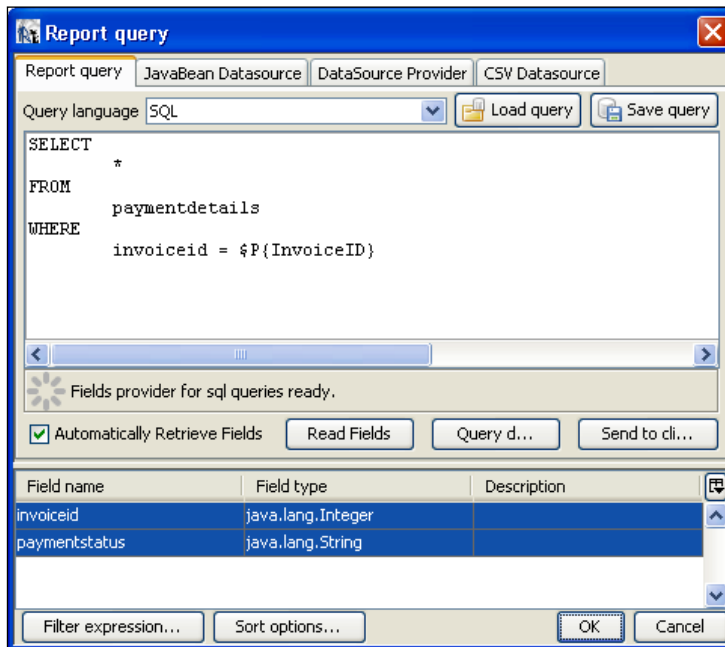 Report query
Report query JavaBean Datasource DataSource Provider CSV Datasource
Query language SQL Load query Save query
SELECT
*
FROM
paymentdetails
WHERE
invoiceid = $P{InvoiceID}
Fields provider for sql queries ready.
Automatically Retrieve Fields Read Fields Query d... Send to cli...
Field name Field type Description
invoiceid java.lang.Integer
paymentstatus java.lang.String
Filter expression... Sort options... OK Cancel